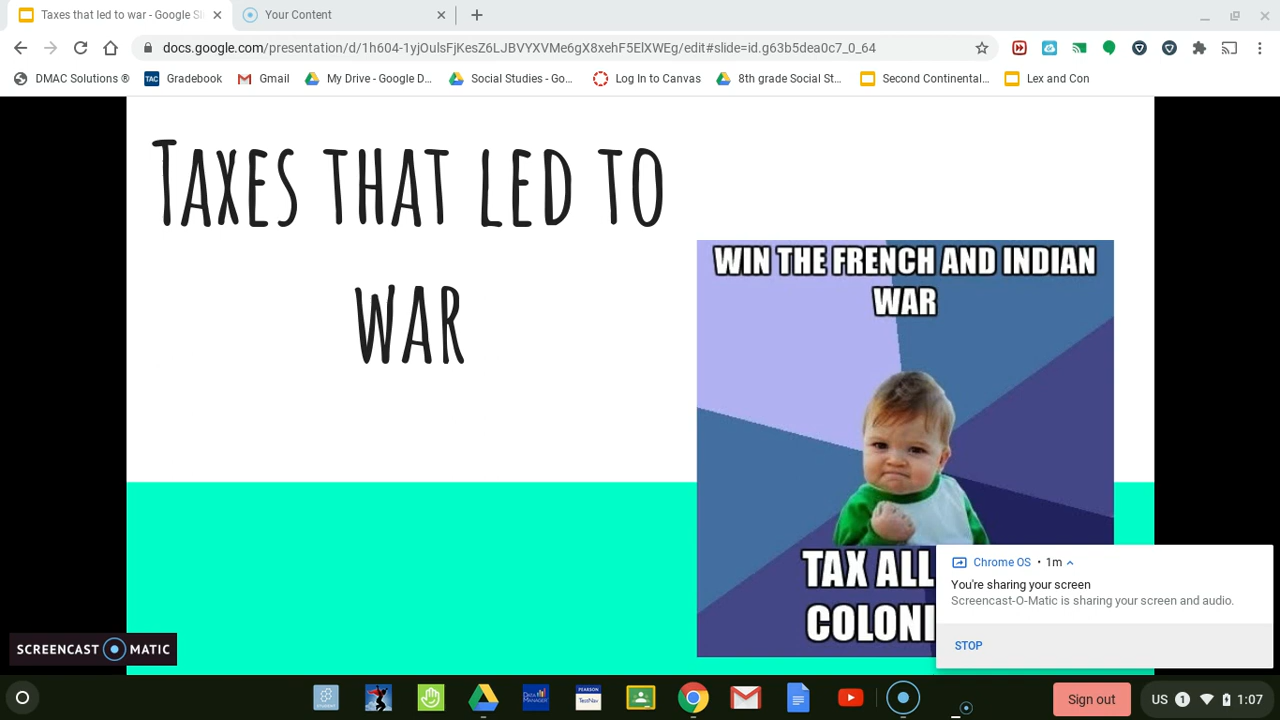 Taxes that led to war - Google Sl
Your Content
docs.google.com/presentation/d/1h604-1yjOulsFjKesZ6LJBVYXVMe6gX8xehF5ElXWEg/edit#slide=id.g63b5dea0c7_0_64
DMAC Solutions ®
TAC
Gradebook
Gmail
My Drive - Google D...
Social Studies - Go...
Log In to Canvas
8th grade Social St...
Second Continental...
Lex and Con
Taxes that led to
war
WIN THE FRENCH AND INDIAN
WAR
TAX ALL
COLONI
Chrome OS • 1m
You're sharing your screen
Screencast-O-Matic is sharing your screen and audio.
STOP
SCREENCAST MATIC
Sign out
US 1 1:07